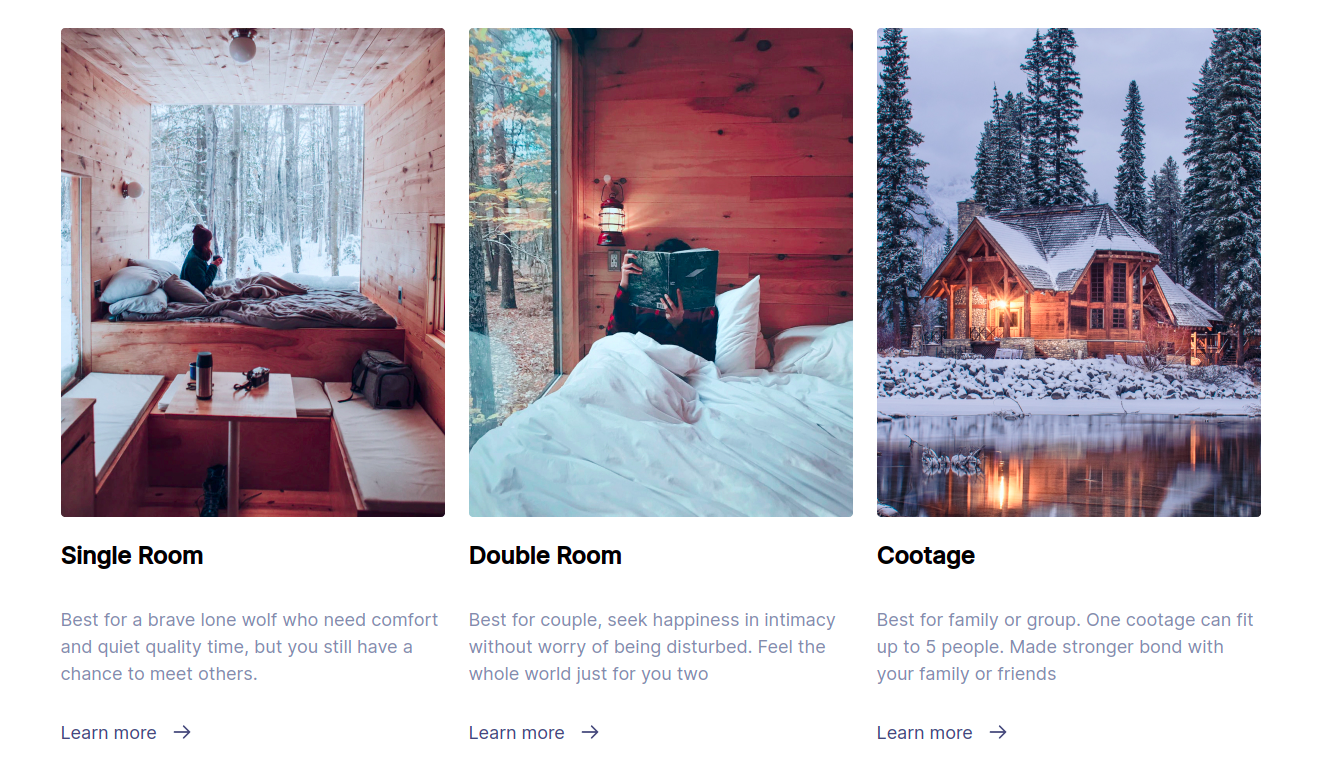 Single Room
Best for a brave lone wolf who need comfort
and quiet quality time, but you still have a
chance to meet others.
Learn more →
Double Room
Best for couple, seek happiness in intimacy
without worry of being disturbed. Feel the
whole world just for you two
Learn more →
Cootage
Best for family or group. One cootage can fit
up to 5 people. Made stronger bond with
your family or friends
Learn more →